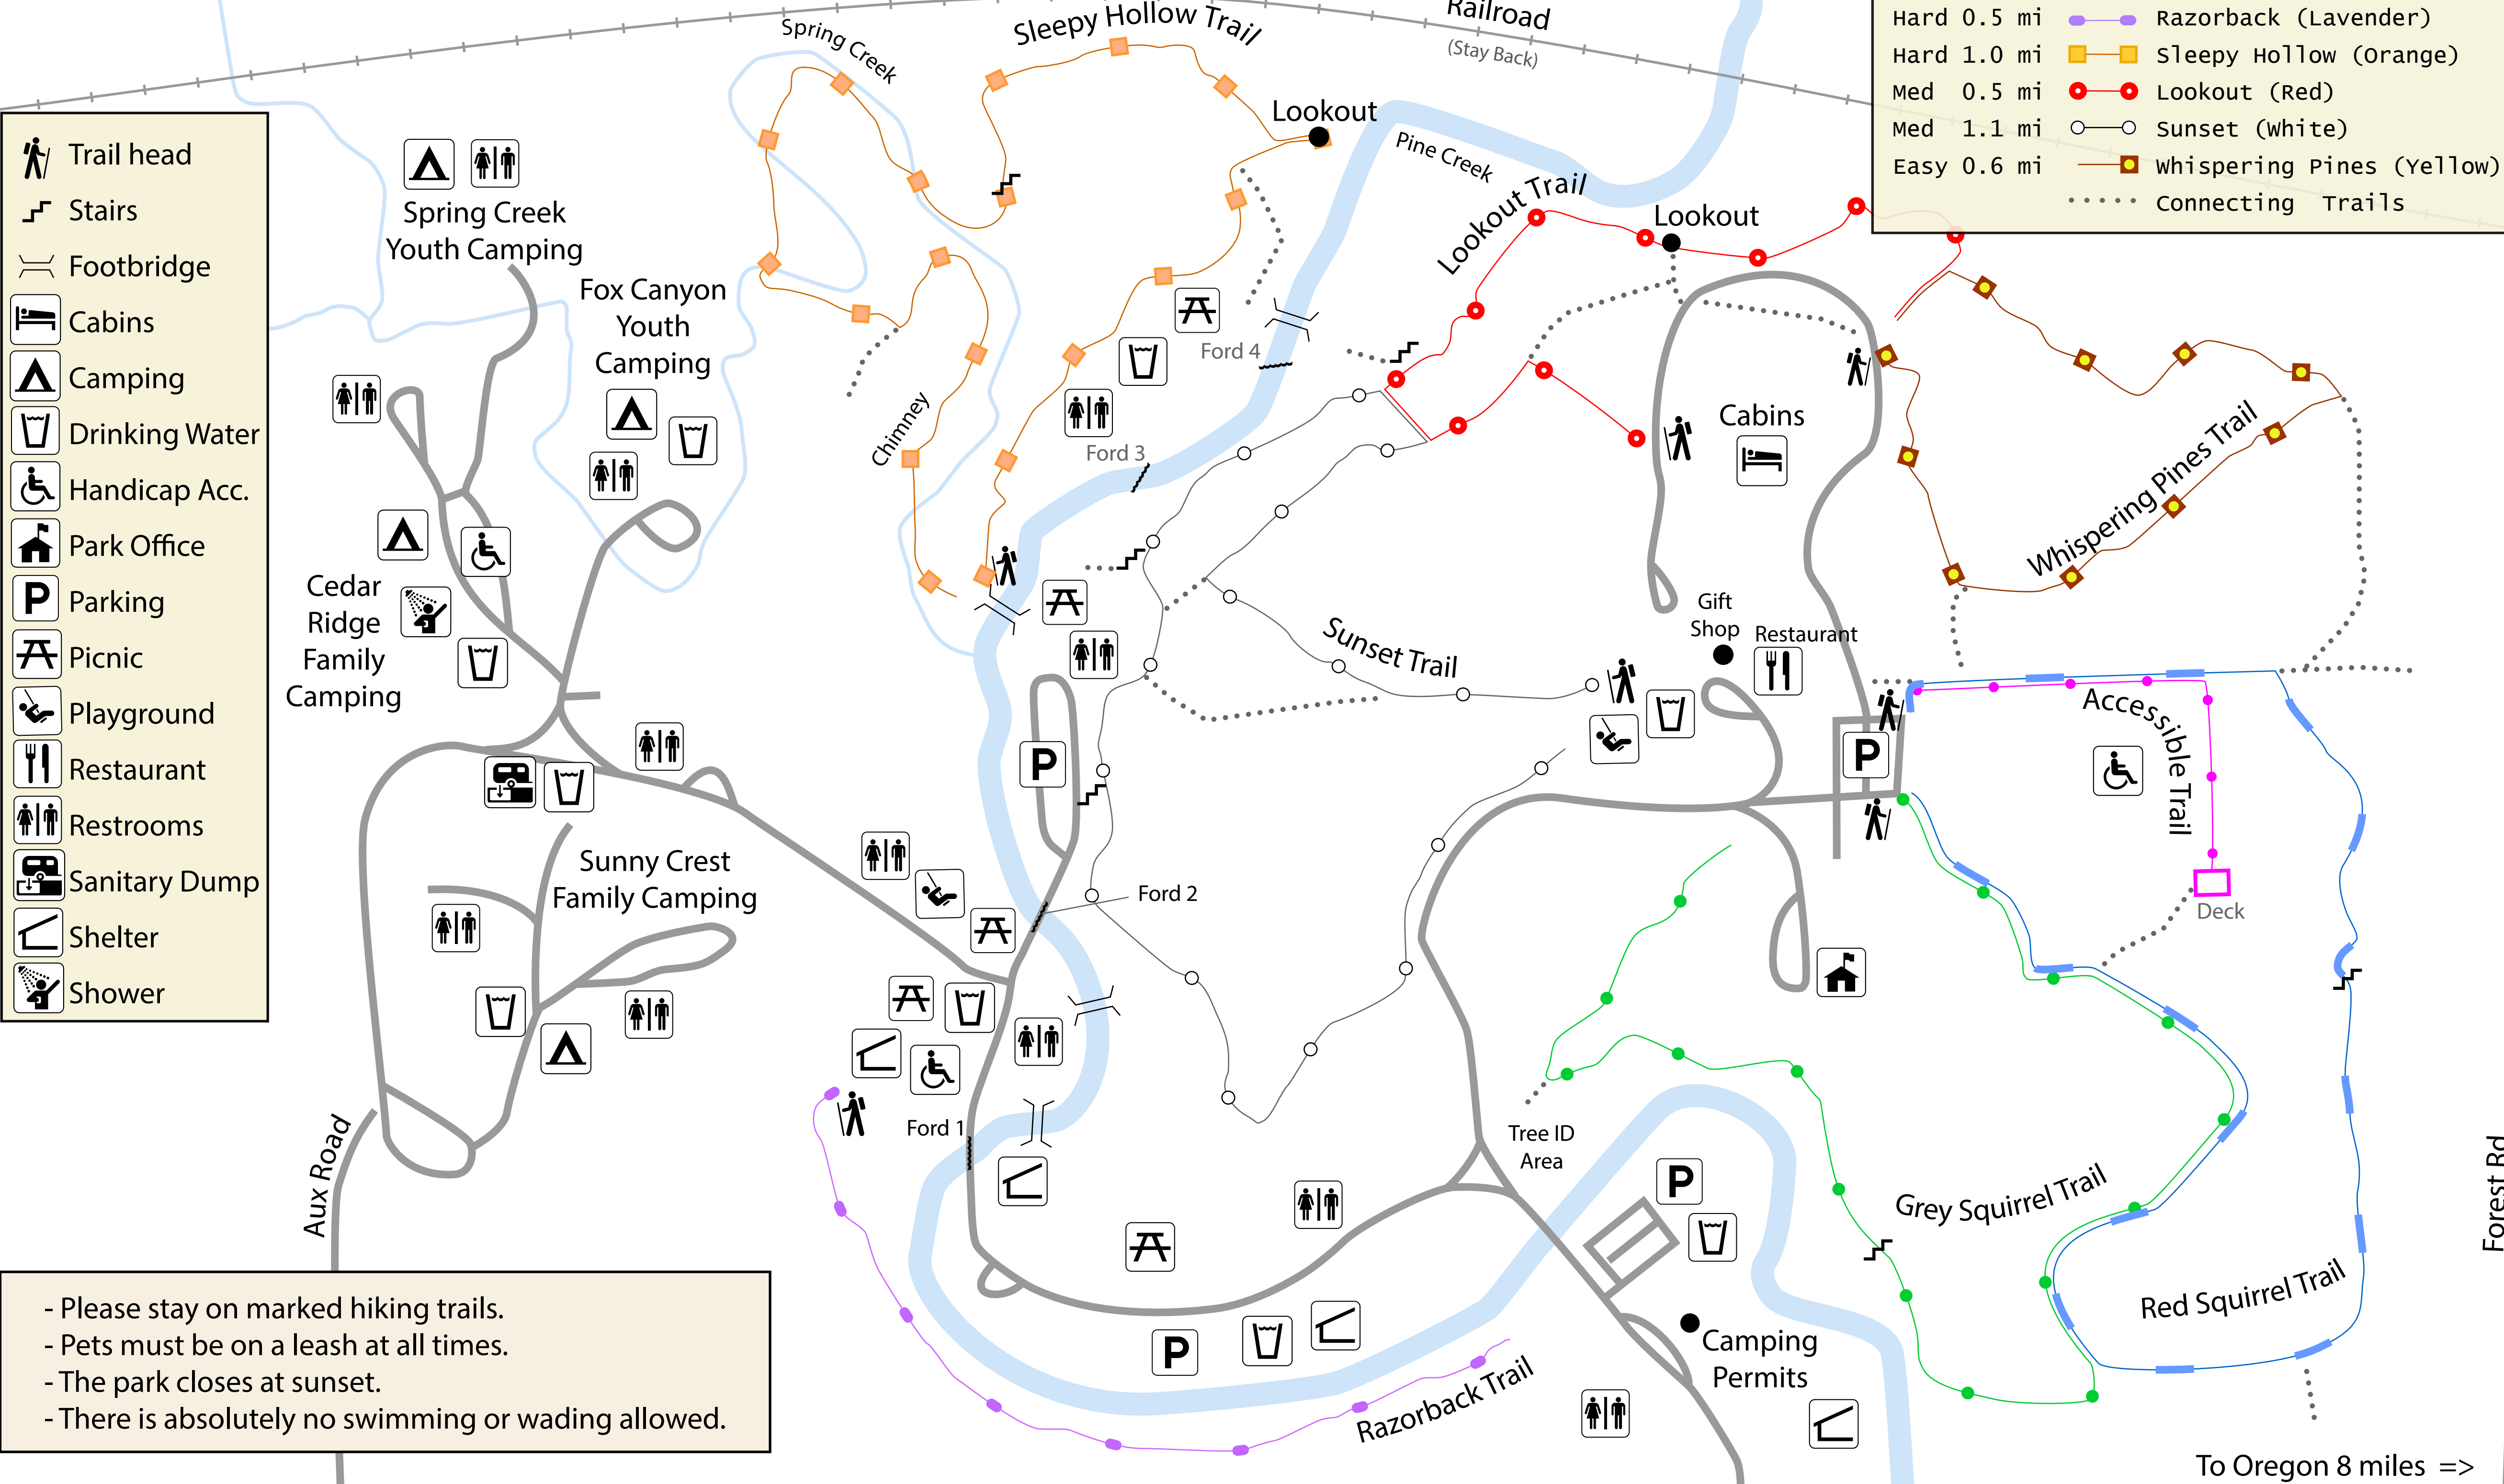 Railroad
(Stay Back)
Sleepy Hollow Trail
Spring Creek
Hard 0.5 mi Razorback (Lavender)
Hard 1.0 mi Sleepy Hollow (Orange)
Med 0.5 mi Lookout (Red)
Med 1.1 mi Sunset (White)
Easy 0.6 mi Whispering Pines (Yellow)
Connecting Trails
Trail head
Stairs
Footbridge
Cabins
Camping
Drinking Water
Handicap Acc.
Park Office
P Parking
Picnic
Playground
Restaurant
Restrooms
Sanitary Dump
Shelter
Shower
Spring Creek
Youth Camping
Fox Canyon
Youth
Camping
Lookout
Pine Creek
Lookout Trail
Lookout
Ford 4
Ford 3
Chimney
Cabins
Whispering Pines Trail
Cedar
Ridge
Family
Camping
Gift
Shop
Restaurant
Sunset Trail
P
P
Accessible Trail
Deck
Sunny Crest
Family Camping
Ford 2
Ford 1
Aux Road
Tree ID
Area
P
Grey Squirrel Trail
Red Squirrel Trail
Forest Rd
P
Razorback Trail
Camping
Permits
- Please stay on marked hiking trails.
- Pets must be on a leash at all times.
- The park closes at sunset.
- There is absolutely no swimming or wading allowed.
To Oregon 8 miles =>